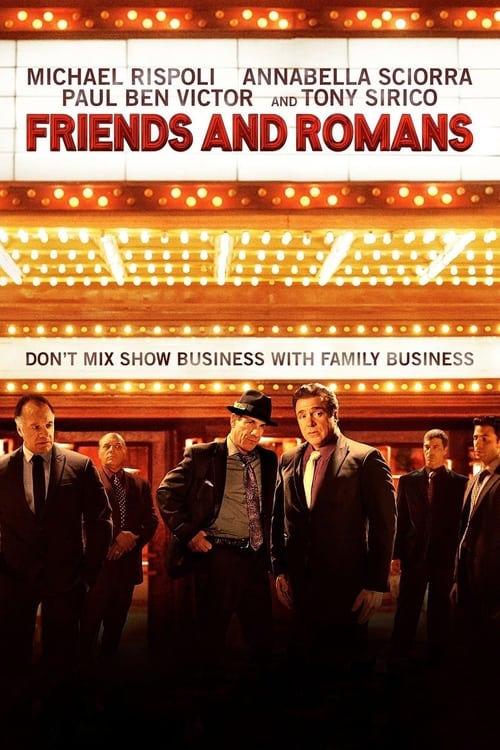 MICHAEL RISPOLI ANNABELLA SCIORRA
PAUL BEN VICTOR AND TONY SIRICO
FRIENDS AND ROMANS
DON'T MIX SHOW BUSINESS WITH FAMILY BUSINESS